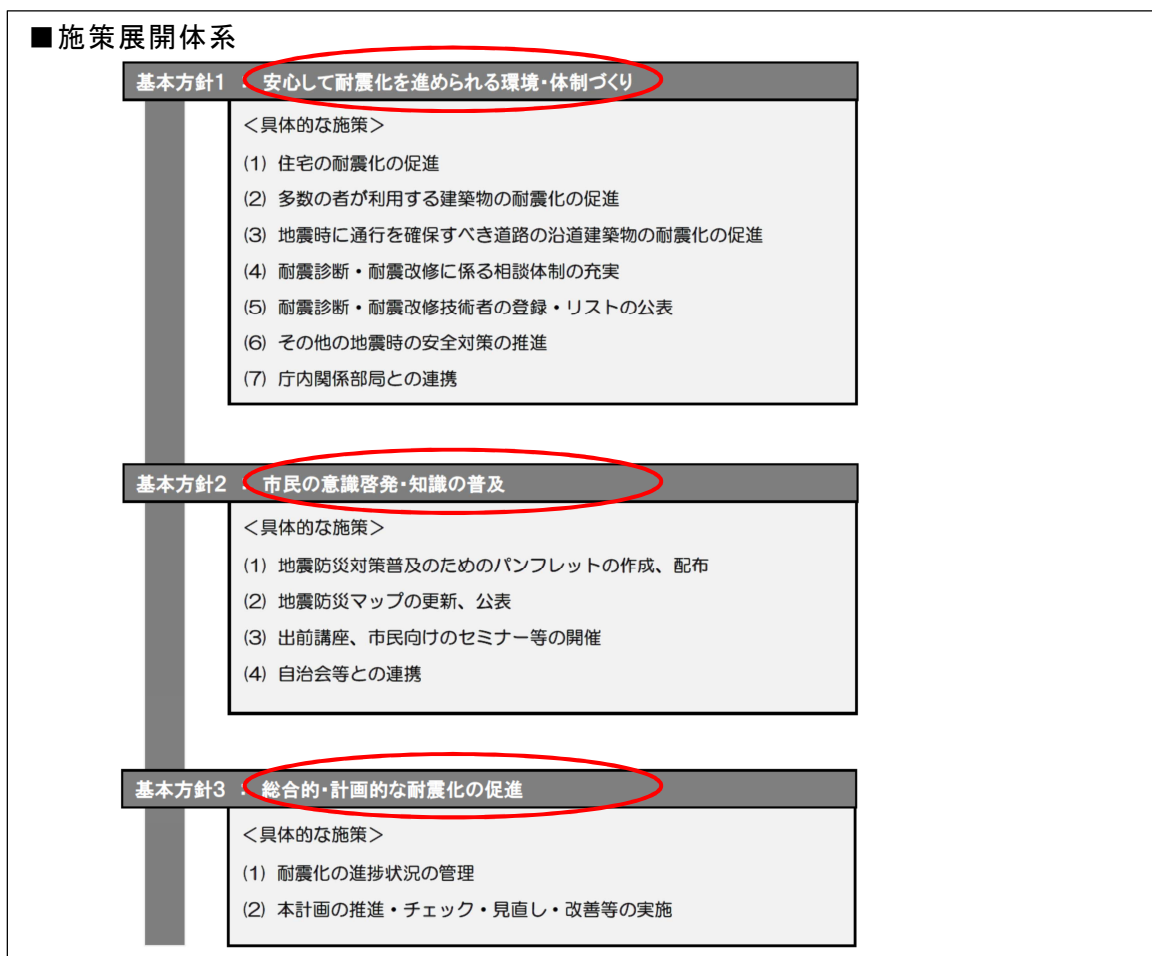 ■施策展開体系
基本方針1 : 安心して耐震化を進められる環境・体制づくり
＜具体的な施策＞
(1) 住宅の耐震化の促進
(2) 多数の者が利用する建築物の耐震化の促進
(3) 地震時に通行を確保すべき道路の沿道建築物の耐震化の促進
(4) 耐震診断・耐震改修に係る相談体制の充実
(5) 耐震診断・耐震改修技術者の登録・リストの公表
(6) その他の地震時の安全対策の推進
(7) 庁内関係部局との連携
基本方針2 : 市民の意識啓発・知識の普及
＜具体的な施策＞
(1) 地震防災対策普及のためのパンフレットの作成、配布
(2) 地震防災マップの更新、公表
(3) 出前講座、市民向けのセミナー等の開催
(4) 自治会等との連携
基本方針3 : 総合的・計画的な耐震化の促進
＜具体的な施策＞
(1) 耐震化の進捗状況の管理
(2) 本計画の推進・チェック・見直し・改善等の実施